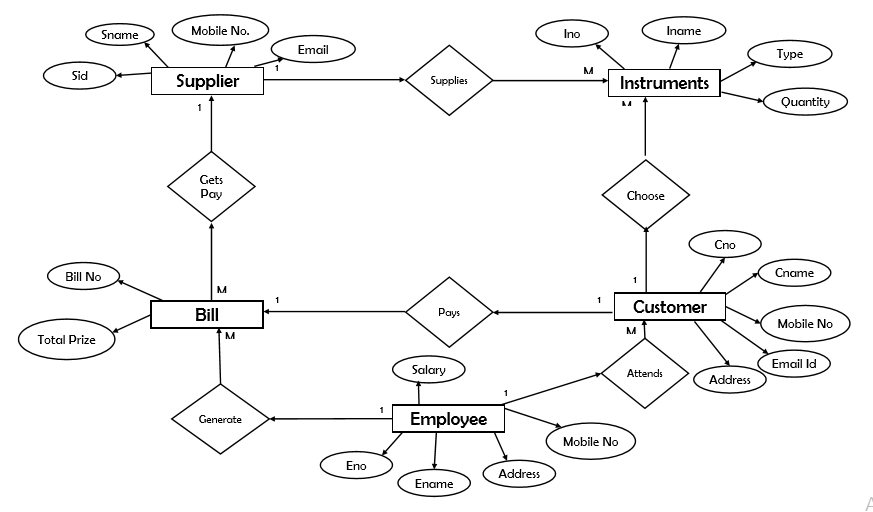 Sname
Mobile No.
Email
Sid
Supplier
1
Supplies
M
Ino
Iname
Type
Instruments
Quantity
1
M
Gets
Pay
Choose
Cno
Bill No
M
1
Cname
Bill
1
Pays
1
Customer
Mobile No
Total Prize
M
M
Email Id
Address
Salary
Attends
Generate
1
Employee
1
Mobile No
Eno
Ename
Address
A